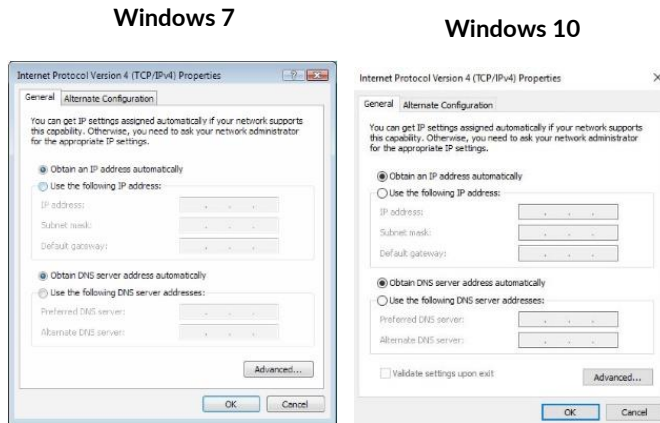 Windows 7
Internet Protocol Version 4 (TCP/IPv4) Properties
General
Alternate Configuration
You can get IP settings assigned automatically if your network supports
this capability. Otherwise, you need to ask your network administrator
for the appropriate IP settings.
Obtain an IP address automatically
Use the following IP address:
IP address:
Subnet mask:
Default gateway:
Obtain DNS server address automatically
Use the following DNS server addresses:
Preferred DNS server:
Alternate DNS server:
Advanced...
OK
Cancel
Windows 10
Internet Protocol Version 4 (TCP/IPv4) Properties
General
Alternate Configuration
You can get IP settings assigned automatically if your network supports
this capability. Otherwise, you need to ask your network administrator
for the appropriate IP settings.
Obtain an IP address automatically
Use the following IP address:
IP address:
Subnet mask:
Default gateway:
Obtain DNS server address automatically
Use the following DNS server addresses:
Preferred DNS server:
Alternate DNS server:
Validate settings upon exit
Advanced...
OK
Cancel